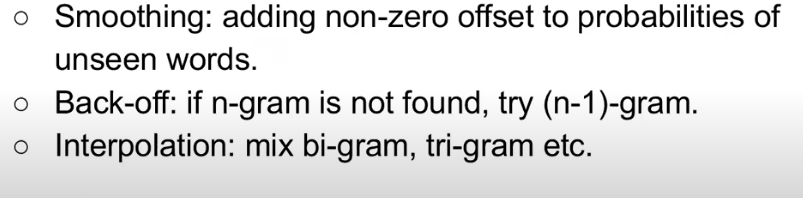 ○ Smoothing: adding non-zero offset to probabilities of
unseen words.
○ Back-off: if n-gram is not found, try (n-1)-gram.
○ Interpolation: mix bi-gram, tri-gram etc.